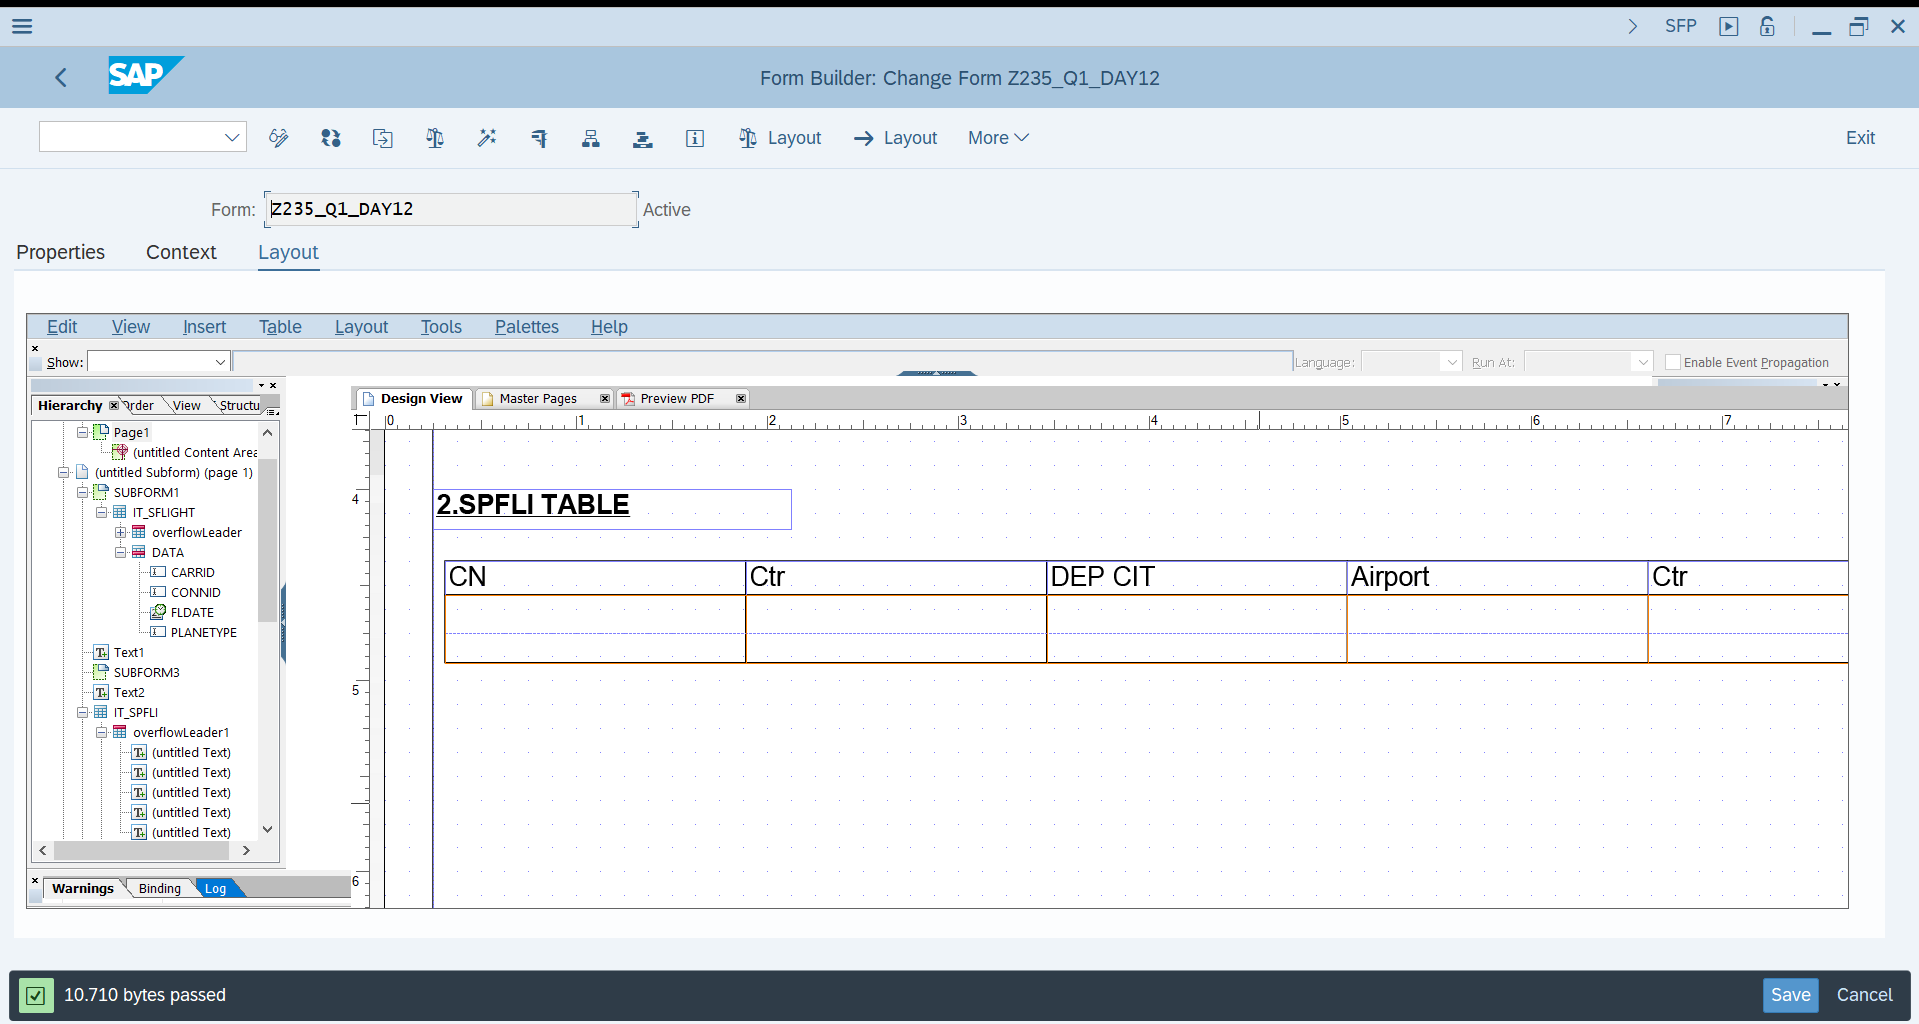 SFP
SAP
Form Builder: Change Form Z235_Q1_DAY12
Layout Layout More Exit
Form: Z235_Q1_DAY12 Active
Properties Context Layout
Edit View Insert Table Layout Tools Palettes Help
Show: Language: Run At: Enable Event Propagation
Hierarchy Order View Structu
Design View Master Pages Preview PDF
0 1 2 3 4 5 6 7
Page1
(untitled Content Area
(untitled Subform) (page 1)
SUBFORM1
IT_SFLIGHT
overflowLeader
DATA
CARRID
CONNID
FLDATE
PLANETYPE
Text1
SUBFORM3
Text2
IT_SPFLI
overflowLeader1
(untitled Text)
(untitled Text)
(untitled Text)
(untitled Text)
(untitled Text)
4
5
6
2.SPFLI TABLE
CN Ctr DEP CIT Airport Ctr
Warnings Binding Log
10.710 bytes passed
Save Cancel